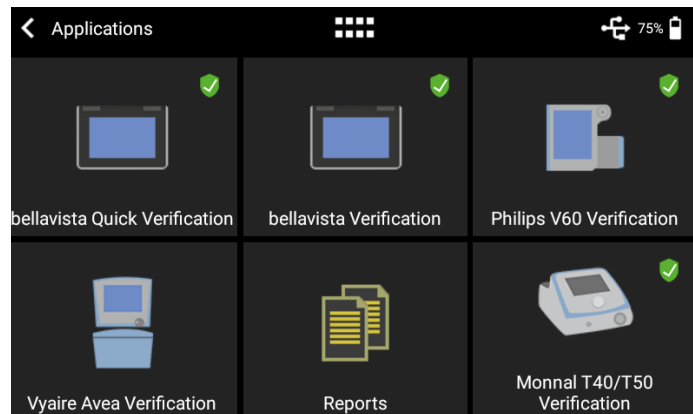 Applications
75%
bellavista Quick Verification
bellavista Verification
Philips V60 Verification
Vyaire Avea Verification
Reports
Monnal T40/T50
Verification